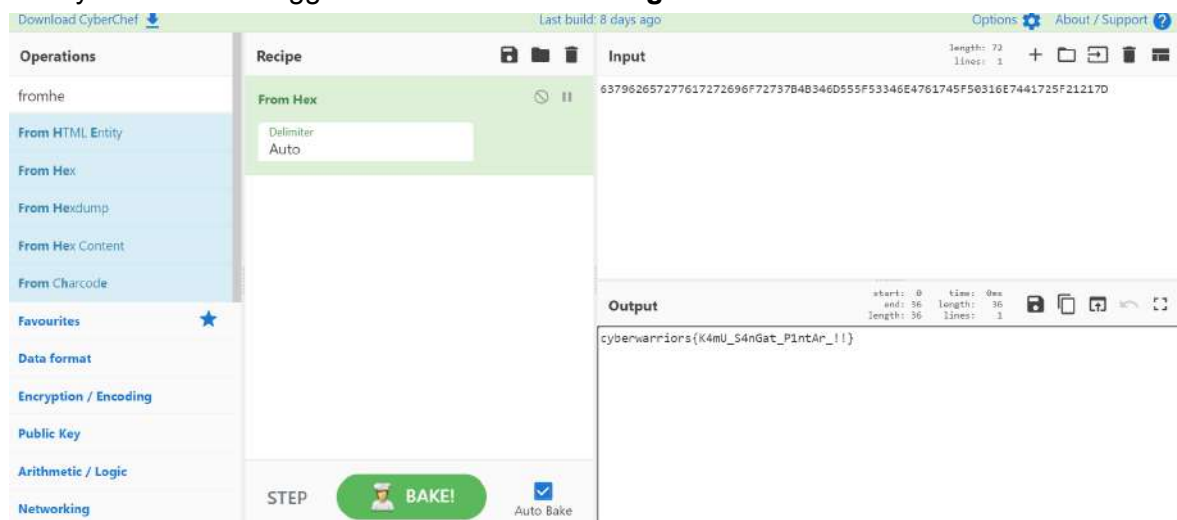 Download CyberChef
Last build: 8 days ago
Options
About / Support
Operations
fromhe
From HTML Entity
From Hex
From Hexdump
From Hex Content
From Charcode
Favourites
Data format
Encryption / Encoding
Public Key
Arithmetic / Logic
Networking
Recipe
From Hex
Delimiter
Auto
STEP
BAKE!
Auto Bake
Input
length: 72
lines: 1
637962657277617272696F72737B4B346D555F53346E4761745F50316E7441725F21217D
Output
start: 0
end: 36
length: 36
time: 0ms
length: 36
lines: 1
cyberwarriors{K4mU_S4nGat_P1ntAr_!!}